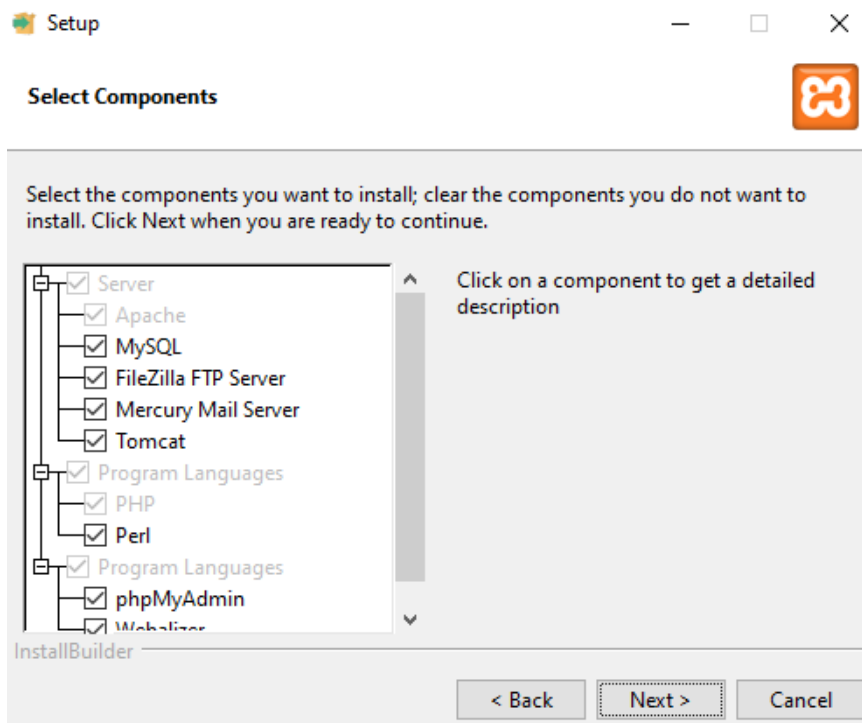 Setup
Select Components
Select the components you want to install; clear the components you do not want to
install. Click Next when you are ready to continue.
Server
Apache
MySQL
FileZilla FTP Server
Mercury Mail Server
Tomcat
Program Languages
PHP
Perl
Program Languages
phpMyAdmin
Webalizer
Click on a component to get a detailed
description
InstallBuilder
< Back
Next >
Cancel